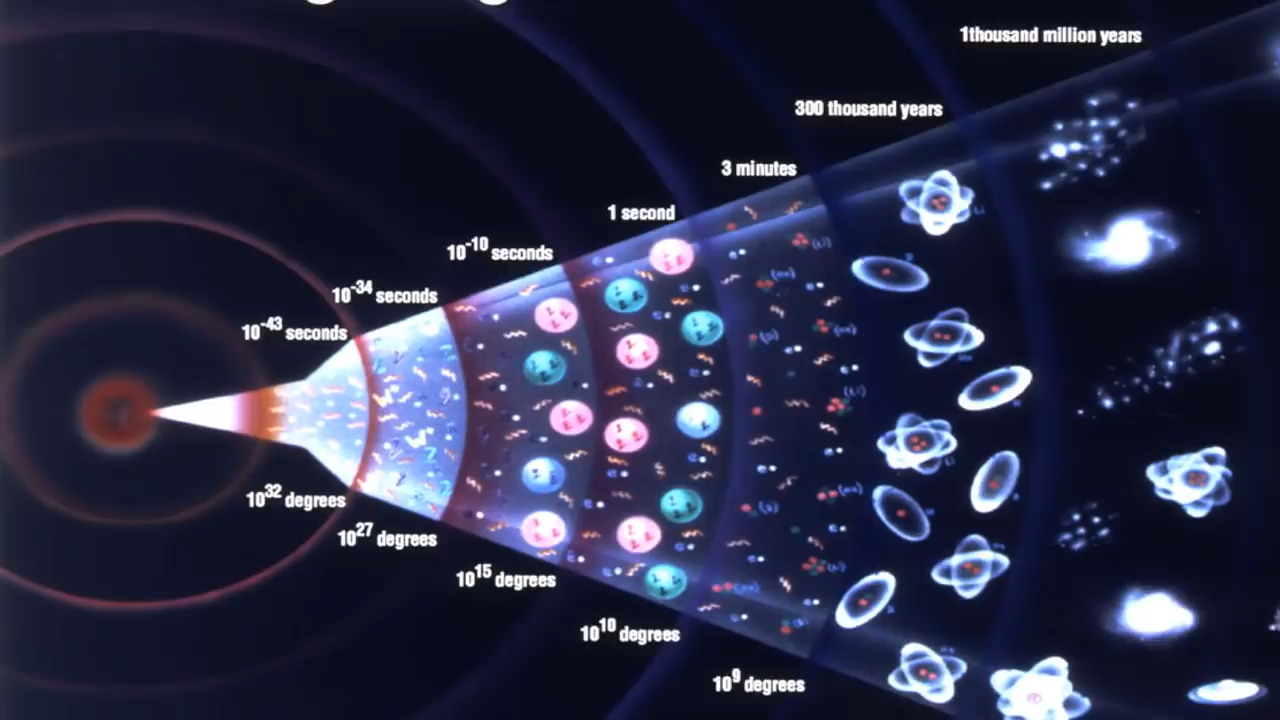 1thousand million years
300 thousand years
3 minutes
1 second
10⁻¹⁰ seconds
10⁻³⁴ seconds
10⁻⁴³ seconds
10³² degrees
10²⁷ degrees
10¹⁵ degrees
10¹⁰ degrees
10⁹ degrees